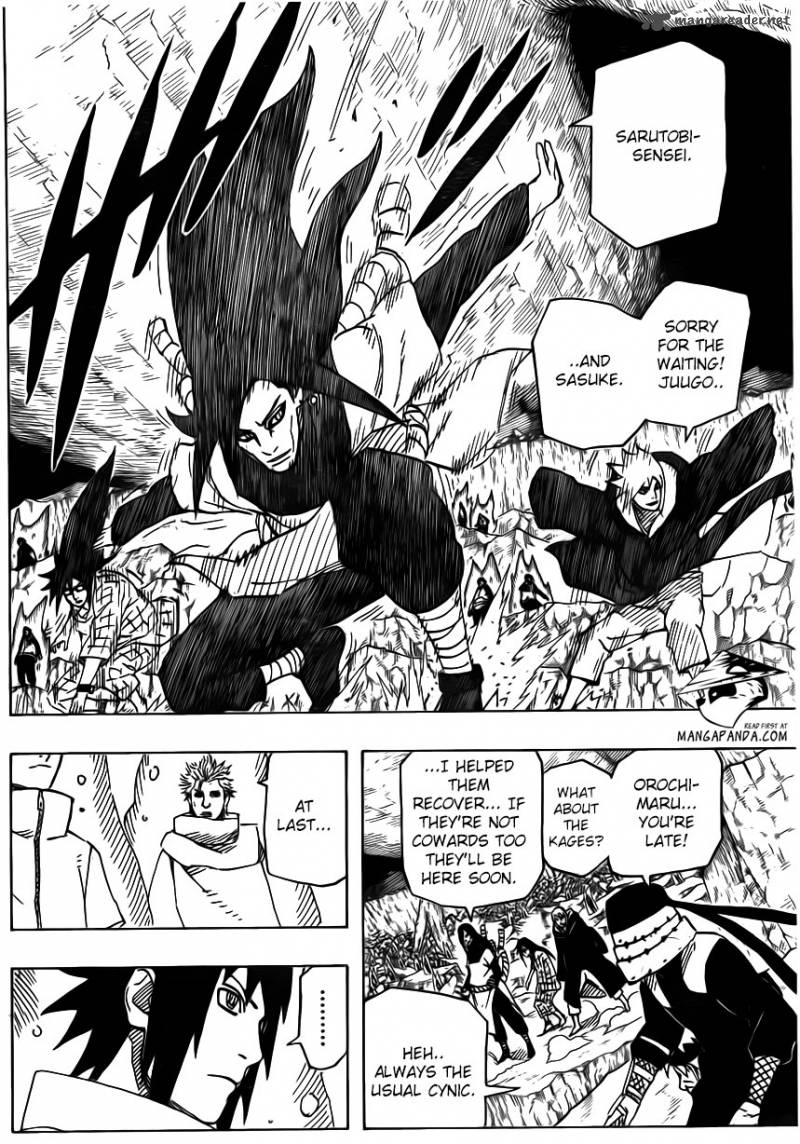 mangareader.net
SARUTOBI-
SENSEI.
SORRY
FOR THE
WAITING!
JUUGO..
..AND
SASUKE.
READ FIRST AT
MANGAPANDA.COM
OROCHI-
MARU...
YOU'RE
LATE!
WHAT
ABOUT
THE
KAGES?
...I HELPED
THEM
RECOVER... IF
THEY'RE NOT
COWARDS TOO
THEY'LL BE
HERE SOON.
HEH..
ALWAYS THE
USUAL CYNIC.
AT
LAST...
.........